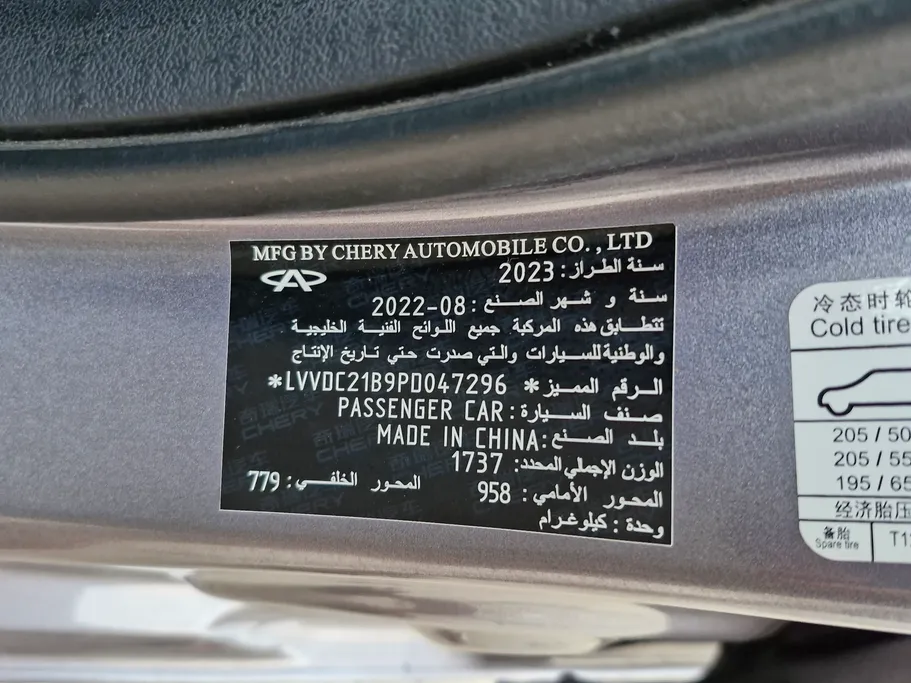 MFG BY CHERY AUTOMOBILE CO., LTD
سنة الطراز: 2023
سنة و شهر الصنع: 2022-08
تتطابق هذه المركبة جميع اللوائح الفنية الخليجية
والوطنية للسيارات والتي صدرت حتي تاريخ الإنتاج
الرقم المميز *LVVDC21B9PD047296*
صنف السيارة: PASSENGER CAR
بلد الصنع: MADE IN CHINA
الوزن الإجمالي المحدد: 1737
المحور الأمامي: 958 المحور الخلفي: 779
وحدة: كيلوغرام
冷态时轮
Cold tire
205 / 50
205 / 55
195 / 65
经济胎压
备胎
Spare tire